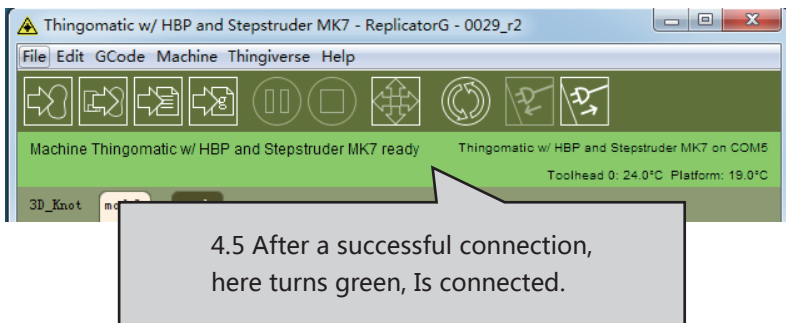 Thingomatic w/ HBP and Stepstruder MK7 - ReplicatorG - 0029_r2
File Edit GCode Machine Thingiverse Help
Machine Thingomatic w/ HBP and Stepstruder MK7 ready
Thingomatic w/ HBP and Stepstruder MK7 on COM5
Toolhead 0: 24.0°C Platform: 19.0°C
3D_Knot
4.5 After a successful connection,
here turns green, Is connected.